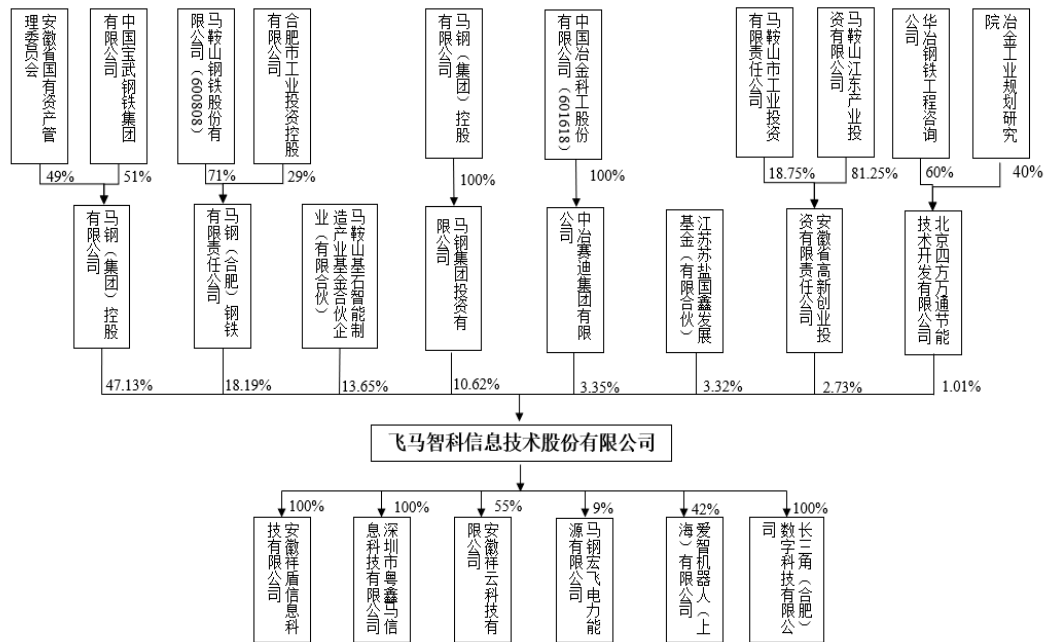 安徽省国有资产管
理委员会
中国宝武钢铁集团
有限公司
马鞍山钢铁股份有
限公司（600808）
合肥市工业投资控股
有限公司
马钢（集团）控股
有限公司
中国冶金科工股份
有限公司（601618）
马鞍山市工业投资
有限责任公司
马鞍山江东产业投
资有限公司
华冶钢铁工程咨询
公司
冶金工业规划研究
院
49%
51%
71%
29%
100%
100%
18.75%
81.25%
60%
40%
马钢（集团）控股
有限公司
马钢（合肥）钢铁
有限责任公司
马鞍山基石智能制
造产业基金合伙企
业（有限合伙）
马钢集团投资有
限公司
中冶赛迪集团有限
公司
江苏苏盐国鑫发展
基金（有限合伙）
安徽省高新创业投
资有限责任公司
北京四方万通节能
技术开发有限公司
47.13%
18.19%
13.65%
10.62%
3.35%
3.32%
2.73%
1.01%
飞马智科信息技术股份有限公司
100%
100%
55%
9%
42%
100%
安徽祥盾信息科
技有限公司
深圳市粤鑫马信
息科技有限公司
安徽祥云科技有
限公司
马钢宏飞电力能
源有限公司
爱智机器人（上
海）有限公司
长三角（合肥）
数字科技有限公
司